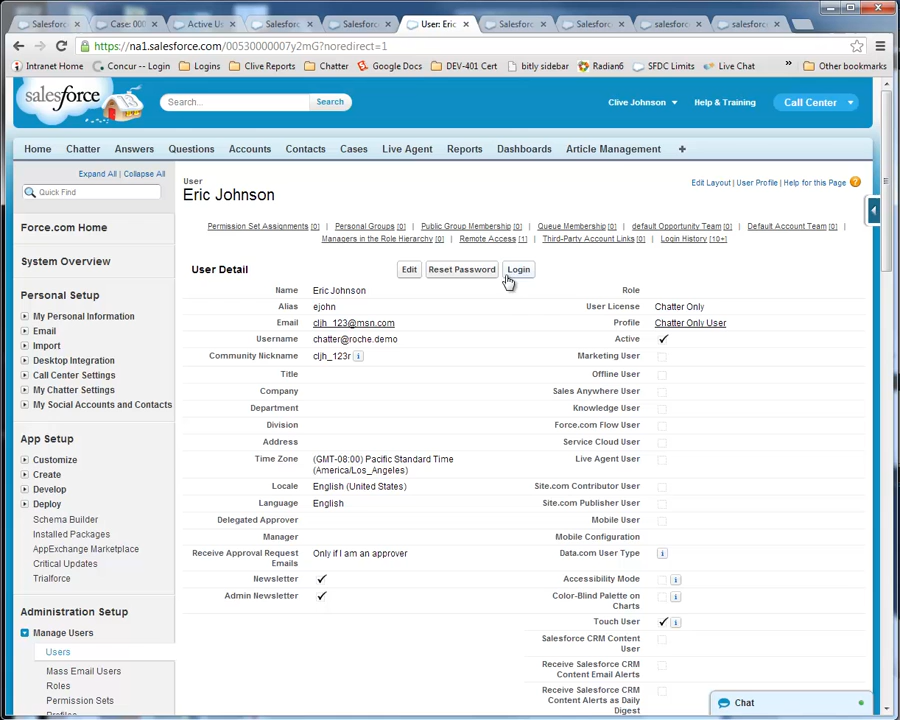 Salesfo
Case: 000
Active Us
Salesfo
Salesfo
User: Eric
Salesfo
Salesfo
salesfo
salesfo
https://na1.salesforce.com/00530000007y2mG?noredirect=1
Intranet Home
Concur -- Login
Logins
Clive Reports
Chatter
Google Docs
DEV-401 Cert
bitly sidebar
Radian6
SFDC Limits
Live Chat
»
Other bookmarks
salesforce
Search...
Search
Clive Johnson
Help & Training
Call Center
Home Chatter Answers Questions Accounts Contacts Cases Live Agent Reports Dashboards Article Management +
Expand All | Collapse All
Quick Find
Force.com Home
System Overview
Personal Setup
My Personal Information
Email
Import
Desktop Integration
Call Center Settings
My Chatter Settings
My Social Accounts and Contacts
App Setup
Customize
Create
Develop
Deploy
Schema Builder
Installed Packages
AppExchange Marketplace
Critical Updates
Trialforce
Administration Setup
Manage Users
Users
Mass Email Users
Roles
Permission Sets
Profiles
User
Eric Johnson
Edit Layout | User Profile | Help for this Page ?
Permission Set Assignments [0] | Personal Groups [0] | Public Group Membership [0] | Queue Membership [0] | default Opportunity Team [0] | Default Account Team [0] |
Managers in the Role Hierarchy [0] | Remote Access [1] | Third-Party Account Links [0] | Login History [10+]
User Detail
Edit Reset Password Login
Name Eric Johnson
Alias ejohn
Email cljh_123@msn.com
Username chatter@roche.demo
Community Nickname cljh_123r i
Title
Company
Department
Division
Address
Time Zone (GMT-08:00) Pacific Standard Time
(America/Los_Angeles)
Locale English (United States)
Language English
Delegated Approver
Manager
Receive Approval Request
Emails Only if I am an approver
Newsletter ✓
Admin Newsletter ✓
Role
User License Chatter Only
Profile Chatter Only User
Active ✓
Marketing User
Offline User
Sales Anywhere User
Knowledge User
Force.com Flow User
Service Cloud User
Live Agent User
Site.com Contributor User
Site.com Publisher User
Mobile User
Mobile Configuration
Data.com User Type i
Accessibility Mode i
Color-Blind Palette on
Charts i
Touch User ✓ i
Salesforce CRM Content
User
Receive Salesforce CRM
Content Email Alerts
Receive Salesforce CRM
Content Alerts as Daily
Digest
Chat